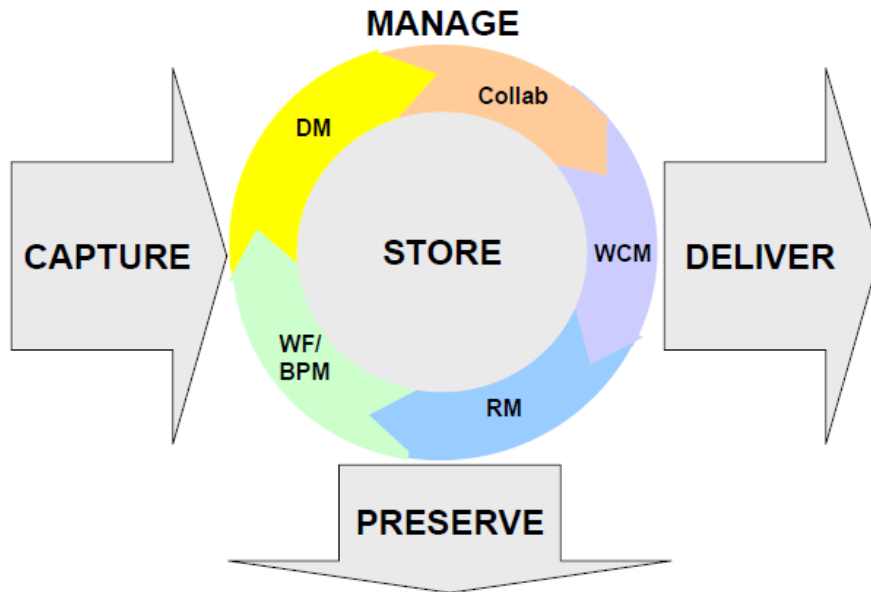 MANAGE
Collab
DM
CAPTURE
STORE
WCM
DELIVER
WF/
BPM
RM
PRESERVE